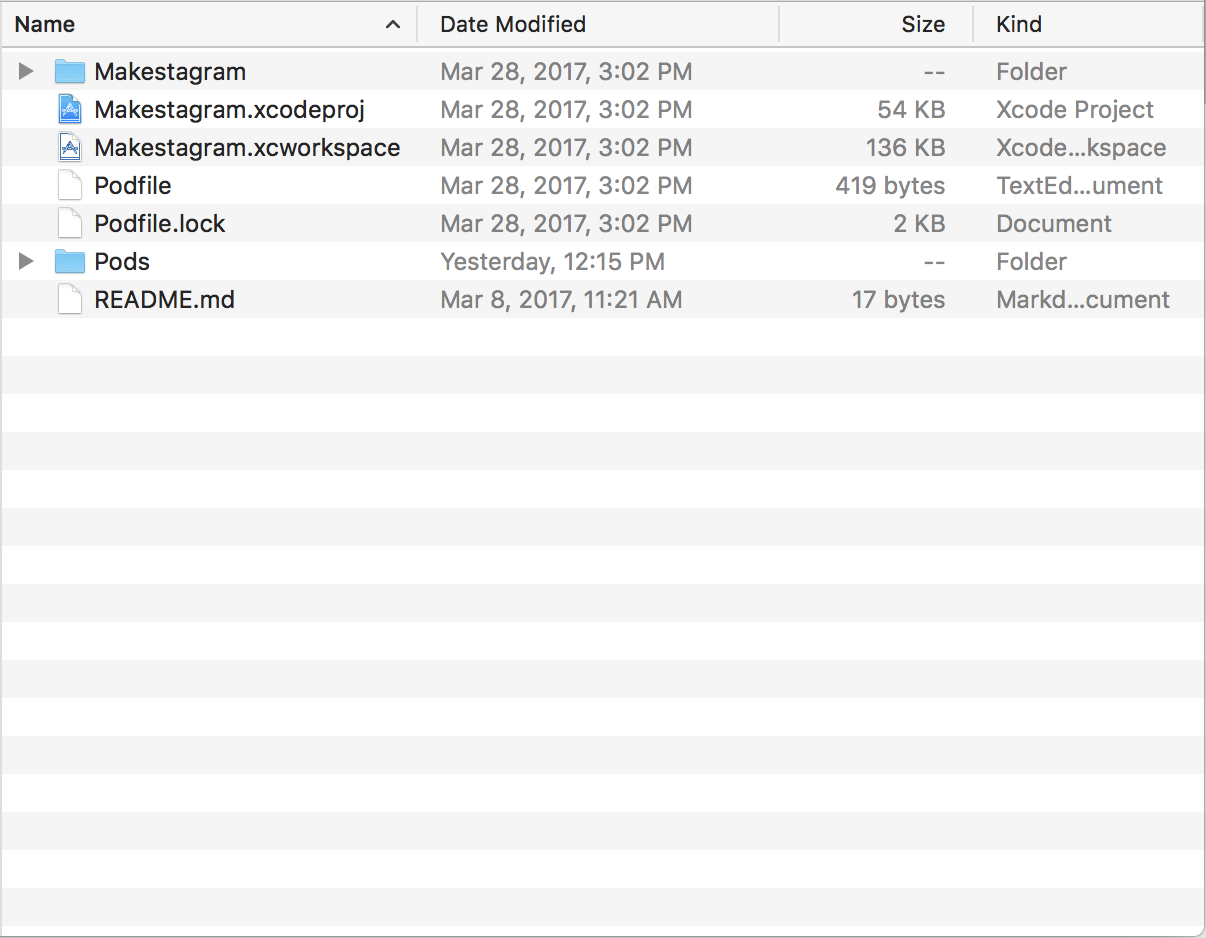 Name Date Modified Size Kind
Makestagram Mar 28, 2017, 3:02 PM -- Folder
Makestagram.xcodeproj Mar 28, 2017, 3:02 PM 54 KB Xcode Project
Makestagram.xcworkspace Mar 28, 2017, 3:02 PM 136 KB Xcode...kspace
Podfile Mar 28, 2017, 3:02 PM 419 bytes TextEd...ument
Podfile.lock Mar 28, 2017, 3:02 PM 2 KB Document
Pods Yesterday, 12:15 PM -- Folder
README.md Mar 8, 2017, 11:21 AM 17 bytes Markd...cument